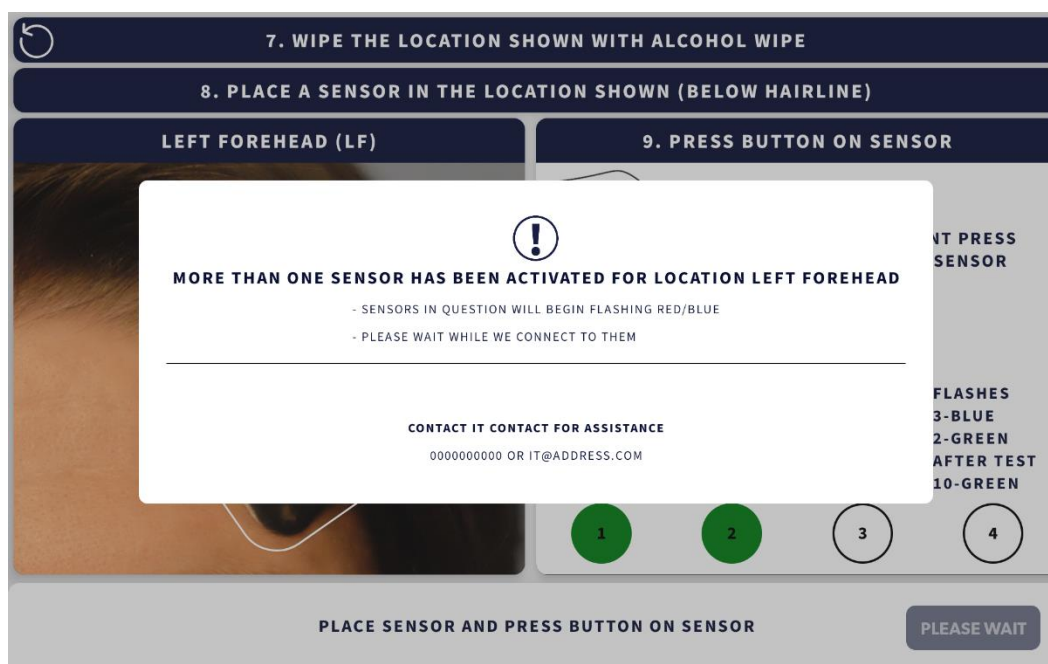 7. WIPE THE LOCATION SHOWN WITH ALCOHOL WIPE
8. PLACE A SENSOR IN THE LOCATION SHOWN (BELOW HAIRLINE)
LEFT FOREHEAD (LF)
9. PRESS BUTTON ON SENSOR
PRESS
SENSOR
MORE THAN ONE SENSOR HAS BEEN ACTIVATED FOR LOCATION LEFT FOREHEAD
- SENSORS IN QUESTION WILL BEGIN FLASHING RED/BLUE
- PLEASE WAIT WHILE WE CONNECT TO THEM
CONTACT IT CONTACT FOR ASSISTANCE
0000000000 OR IT@ADDRESS.COM
FLASHES
3-BLUE
2-GREEN
AFTER TEST
10-GREEN
1 2 3 4
PLACE SENSOR AND PRESS BUTTON ON SENSOR
PLEASE WAIT